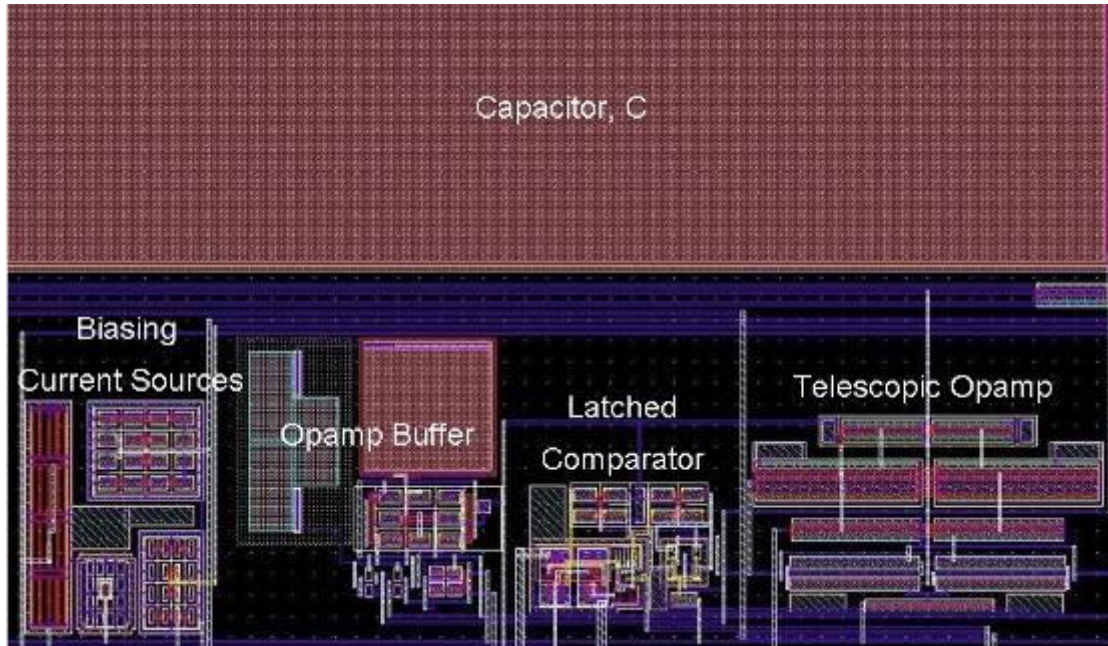 Capacitor, C
Biasing
Current Sources
Opamp Buffer
Latched
Comparator
Telescopic Opamp